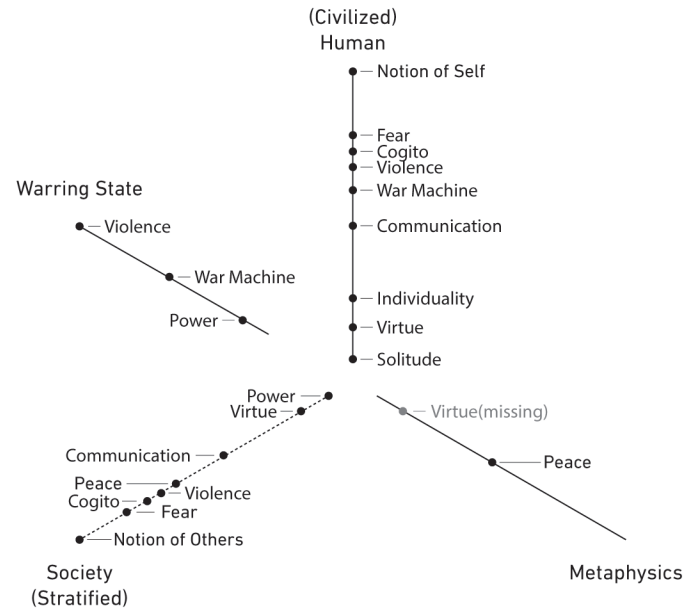 (Civilized)
Human
Notion of Self
Fear
Cogito
Violence
War Machine
Communication
Individuality
Virtue
Solitude
Warring State
Violence
War Machine
Power
Power
Virtue
Communication
Peace
Violence
Cogito
Fear
Notion of Others
Society
(Stratified)
Virtue(missing)
Peace
Metaphysics